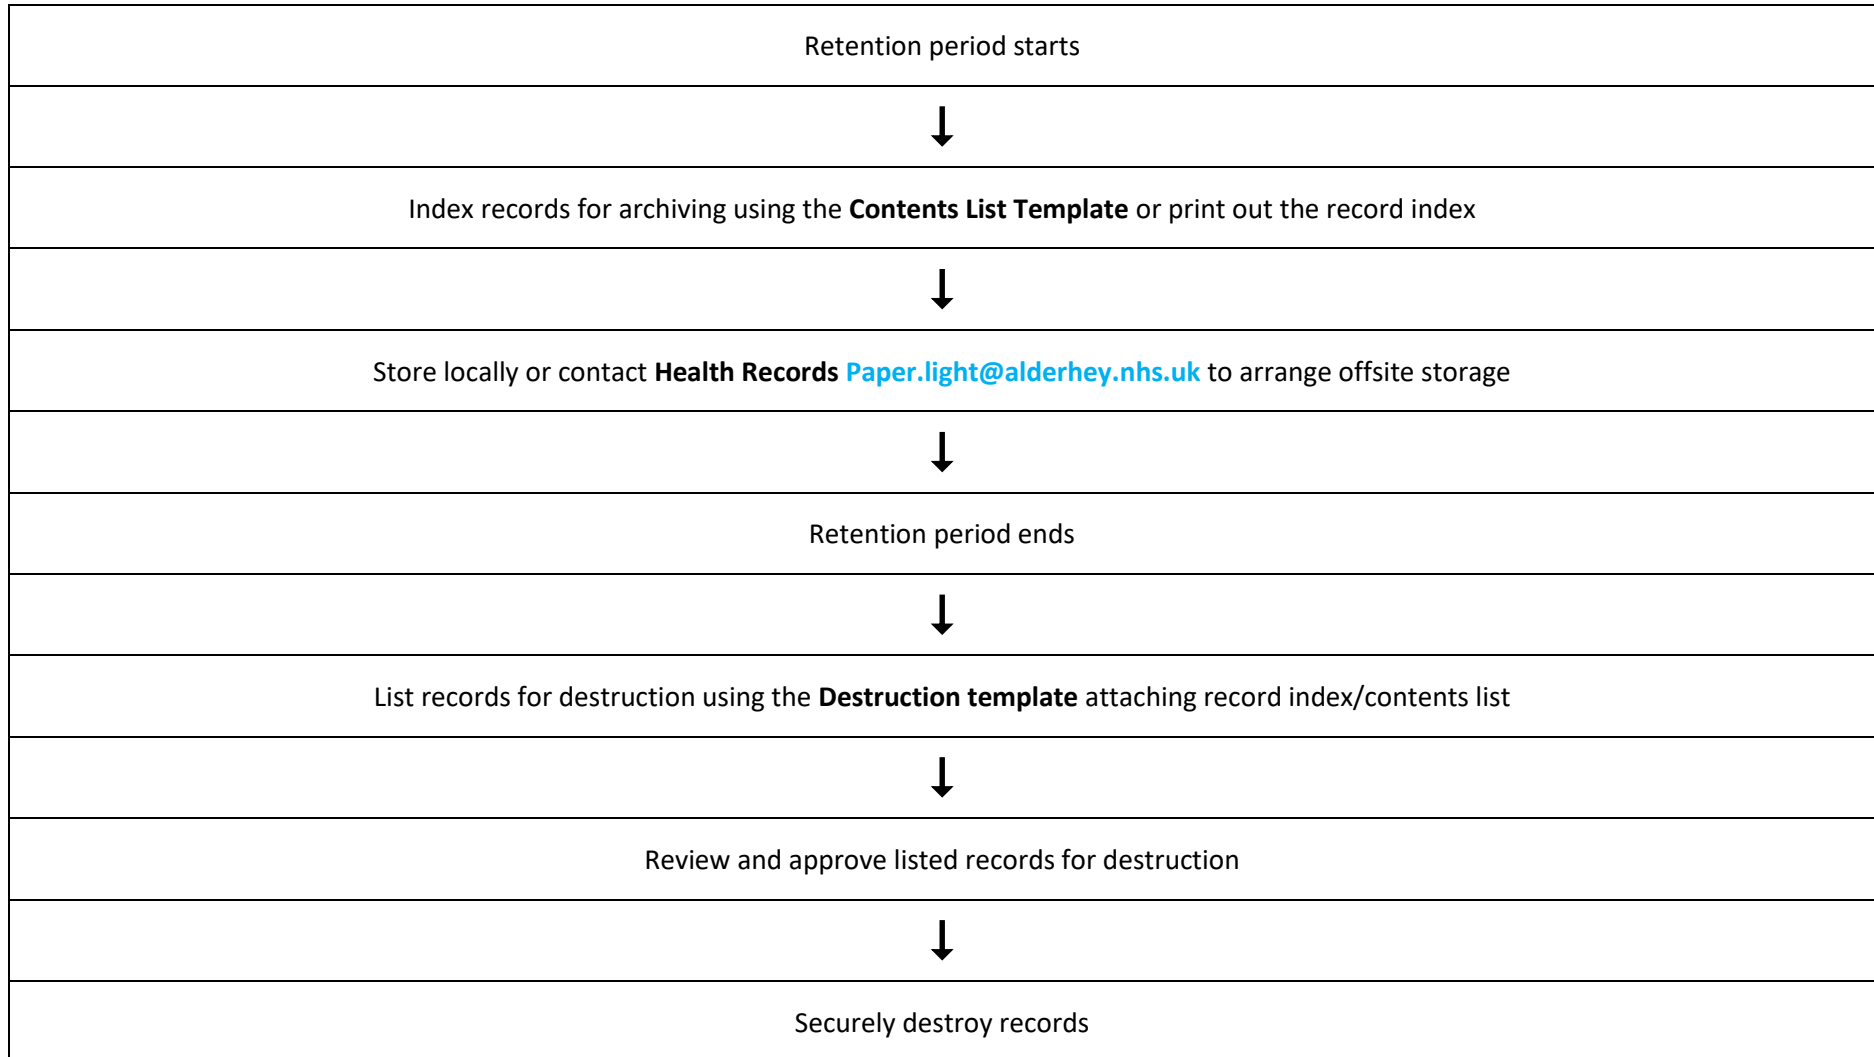 Retention period starts
Index records for archiving using the Contents List Template or print out the record index
Store locally or contact Health Records Paper.light@alderhey.nhs.uk to arrange offsite storage
Retention period ends
List records for destruction using the Destruction template attaching record index/contents list
Review and approve listed records for destruction
Securely destroy records